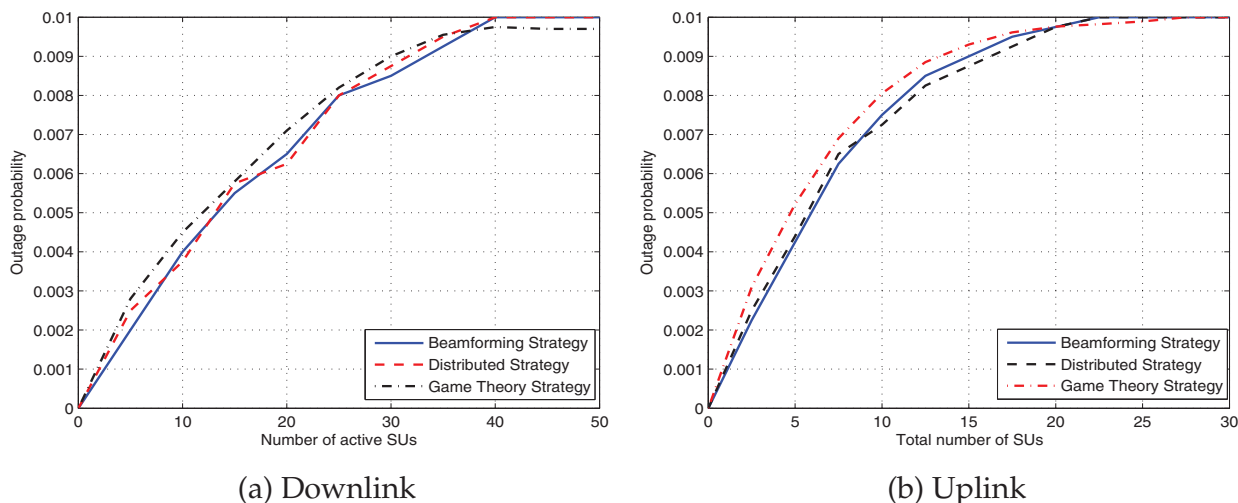 0.01
0.009
0.008
0.007
0.006
0.005
0.004
0.003
0.002
0.001
0
Outage probability
0 10 20 30 40 50
Number of active SUs
Beamforming Strategy
Distributed Strategy
Game Theory Strategy
(a) Downlink
0.01
0.009
0.008
0.007
0.006
0.005
0.004
0.003
0.002
0.001
0
Outage probability
0 5 10 15 20 25 30
Total number of SUs
Beamforming Strategy
Distributed Strategy
Game Theory Strategy
(b) Uplink